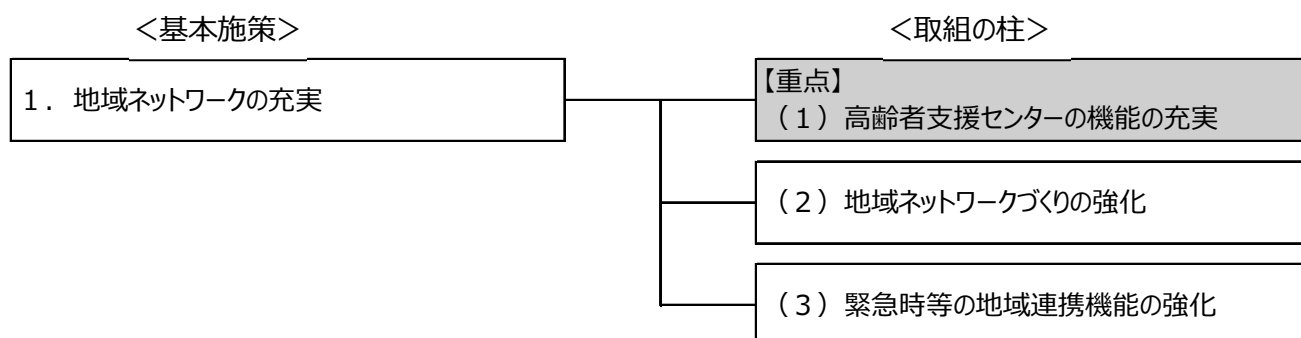 ＜基本施策＞
＜取組の柱＞
１．地域ネットワークの充実
【重点】
（１）高齢者支援センターの機能の充実
（２）地域ネットワークづくりの強化
（３）緊急時等の地域連携機能の強化